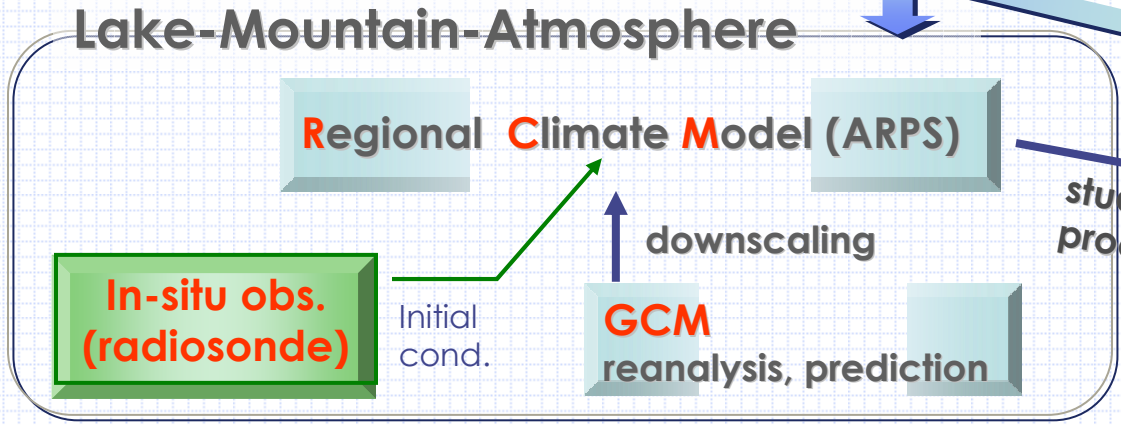 Lake-Mountain-Atmosphere
Regional Climate Model (ARPS)
downscaling
In-situ obs.
(radiosonde)
Initial
cond.
GCM
reanalysis, prediction